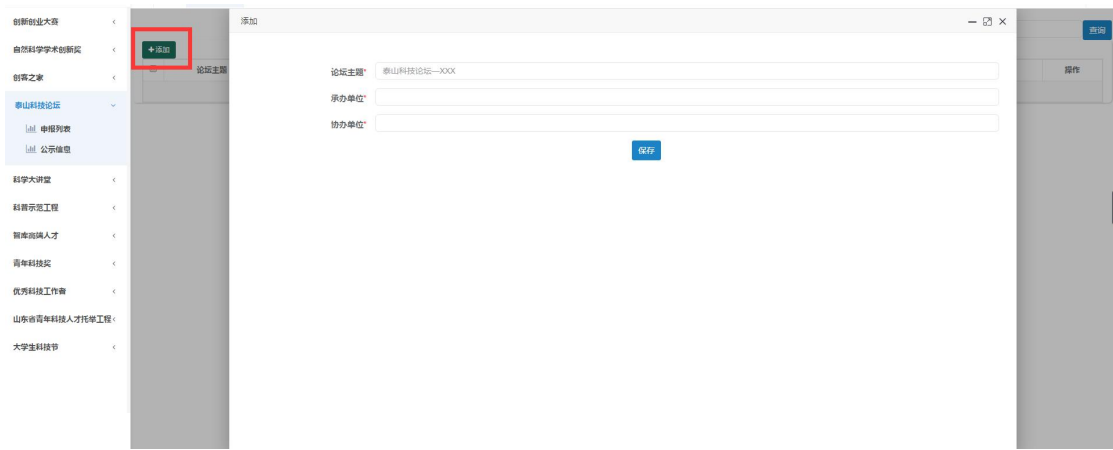 创新创业大赛
自然科学学术创新奖
创客之家
泰山科技论坛
申报列表
公示信息
科学大讲堂
科普示范工程
智库高端人才
青年科技奖
优秀科技工作者
山东省青年科技人才托举工程
大学生科技节
+添加
论坛主题
添加
论坛主题* 泰山科技论坛—XXX
承办单位*
协办单位*
保存
查询
操作